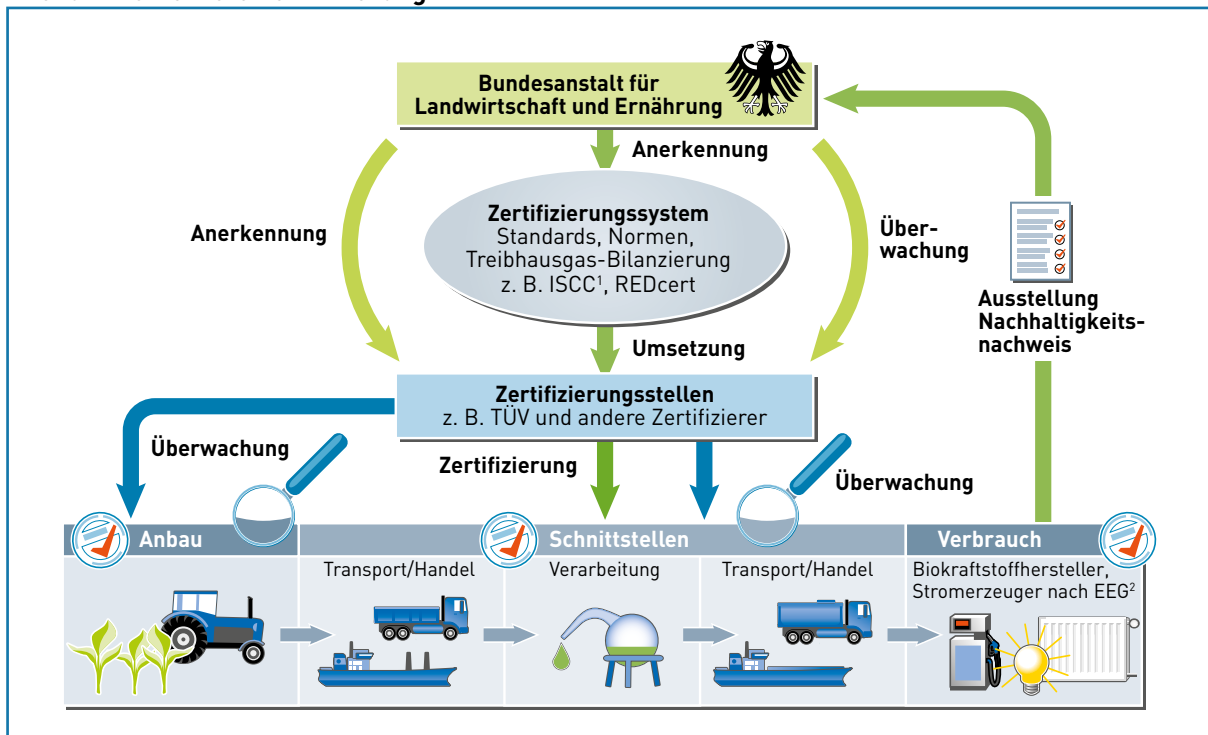 Bundesanstalt für
Landwirtschaft und Ernährung
Anerkennung
Anerkennung
Zertifizierungssystem
Standards, Normen,
Treibhausgas-Bilanzierung
z. B. ISCC¹, REDcert
Über-
wachung
Ausstellung
Nachhaltigkeits-
nachweis
Umsetzung
Zertifizierungsstellen
z. B. TÜV und andere Zertifizierer
Überwachung
Zertifizierung
Überwachung
Anbau
Schnittstellen
Verbrauch
Transport/Handel
Verarbeitung
Transport/Handel
Biokraftstoffhersteller,
Stromerzeuger nach EEG²